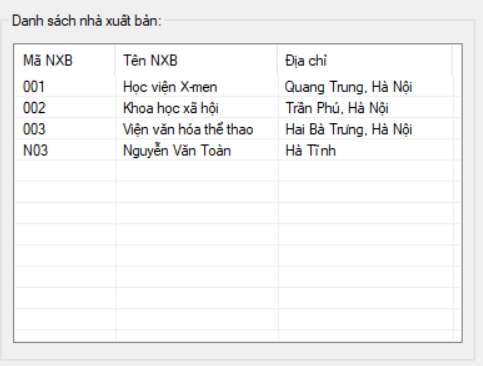 Danh sách nhà xuất bản:
Mã NXB Tên NXB Địa chỉ
001 Học viện X-men Quang Trung, Hà Nội
002 Khoa học xã hội Trần Phú, Hà Nội
003 Viện văn hóa thể thao Hai Bà Trưng, Hà Nội
N03 Nguyễn Văn Toàn Hà Tĩnh